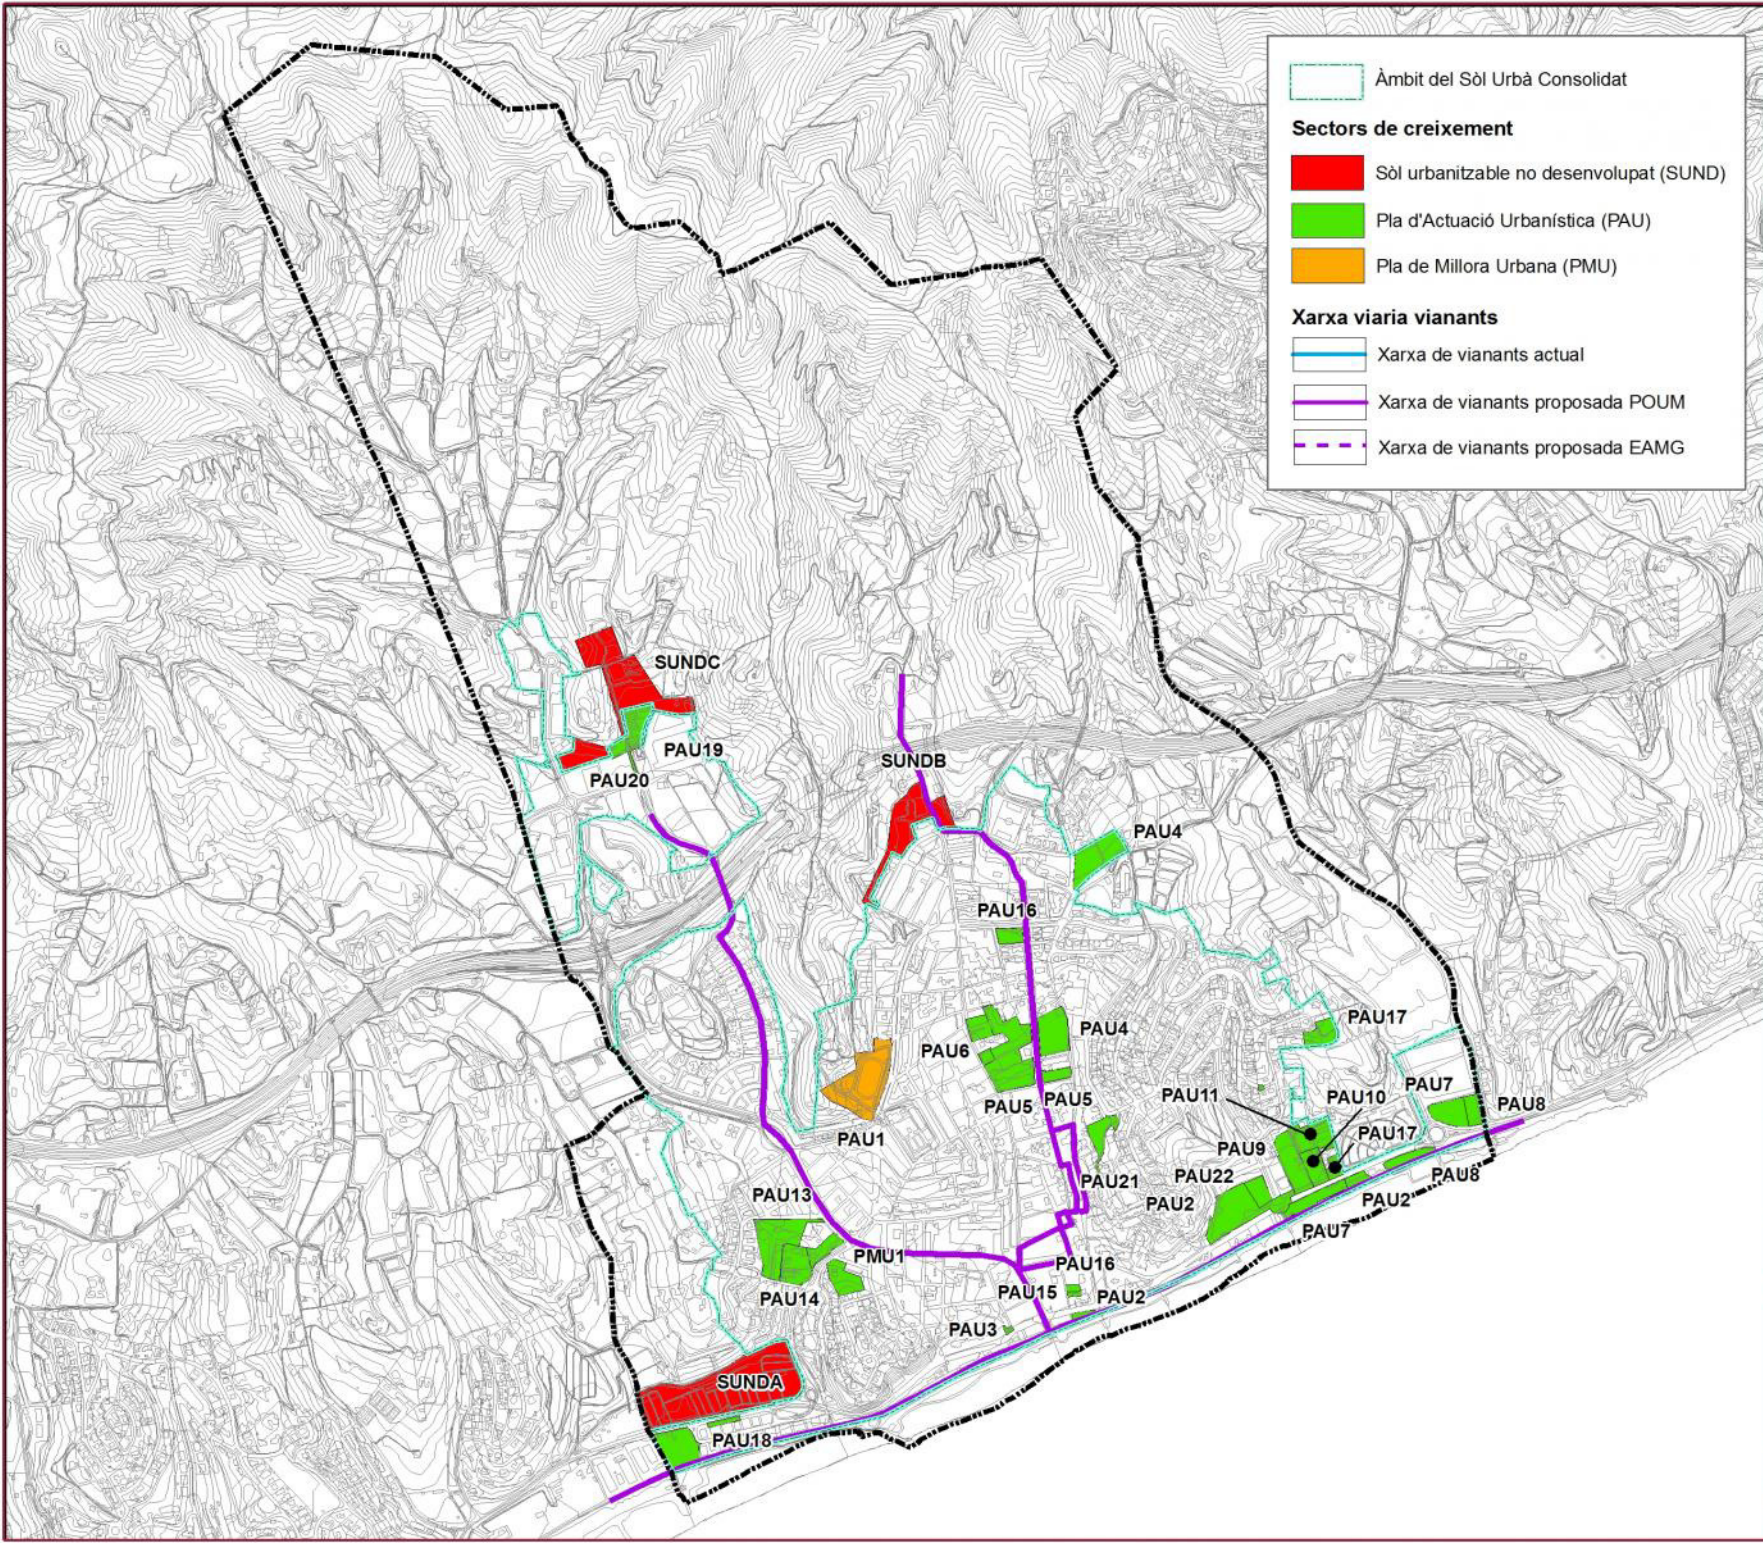 Àmbit del Sòl Urbà Consolidat
Sectors de creixement
Sòl urbanitzable no desenvolupat (SUND)
Pla d'Actuació Urbanística (PAU)
Pla de Millora Urbana (PMU)
Xarxa viaria vianants
Xarxa de vianants actual
Xarxa de vianants proposada POUM
Xarxa de vianants proposada EAMG
SUNDC
PAU19
PAU20
SUNDB
PAU4
PAU16
PAU17
PAU4
PAU6
PAU7
PAU11
PAU10
PAU5
PAU5
PAU8
PAU1
PAU17
PAU9
PAU8
PAU22
PAU21
PAU13
PAU2
PAU2
PAU7
PMU1
PAU16
PAU15
PAU2
PAU14
PAU3
SUNDA
PAU18